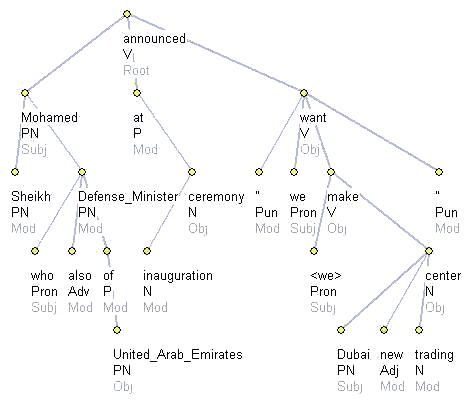 announced
V
Root
Mohamed at want
PN P V
Subj Mod Obj
Sheikh Defense_Minister ceremony " we make "
PN PN N Pun Pron V Pun
Mod Mod Obj Mod Subj Obj Mod
who also of inauguration <we> center
Pron Adv P N Pron N
Subj Mod Mod Mod Subj Obj
United_Arab_Emirates Dubai new trading
PN PN Adj N
Obj Subj Mod Mod